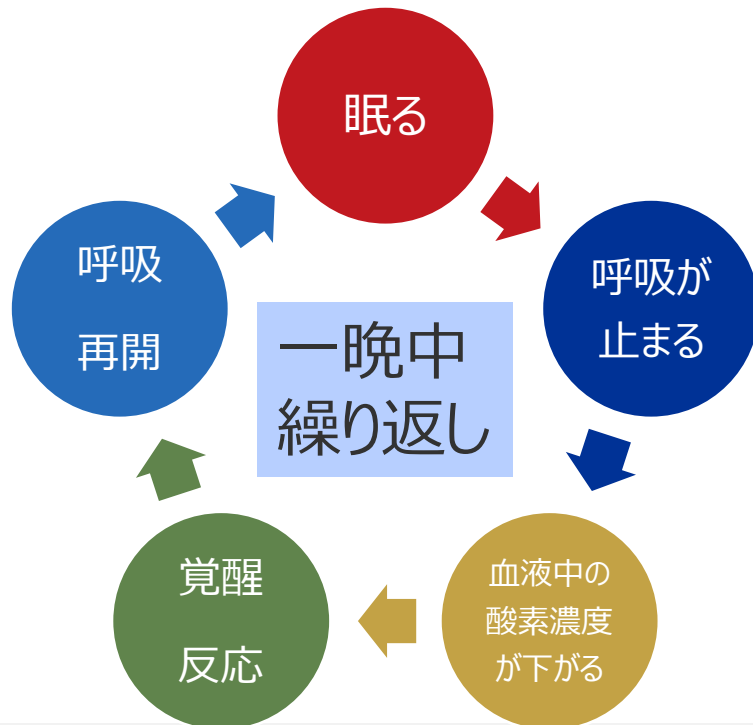 眠る
呼吸が
止まる
血液中の
酸素濃度
が下がる
覚醒
反応
呼吸
再開
一晩中
繰り返し